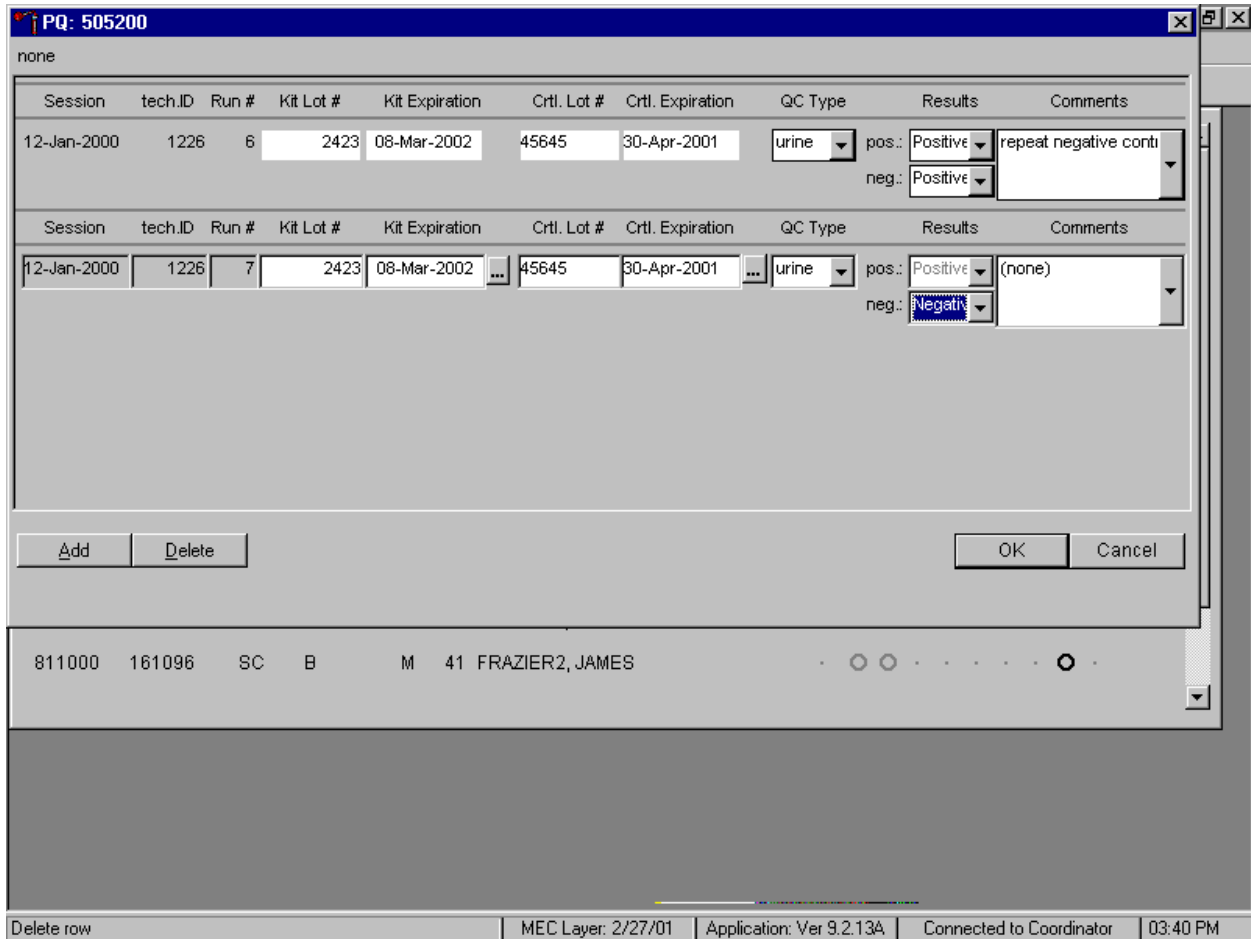 PQ: 505200
none
Session tech.ID Run # Kit Lot # Kit Expiration Crtl. Lot # Crtl. Expiration QC Type Results Comments
12-Jan-2000 1226 6 2423 08-Mar-2002 45645 30-Apr-2001 urine pos.: Positive repeat negative contr
neg.: Positive
Session tech.ID Run # Kit Lot # Kit Expiration Crtl. Lot # Crtl. Expiration QC Type Results Comments
12-Jan-2000 1226 7 2423 08-Mar-2002 ... 45645 30-Apr-2001 ... urine pos.: Positive (none)
neg.: Negativ
Add Delete OK Cancel
811000 161096 SC B M 41 FRAZIER2, JAMES
Delete row MEC Layer: 2/27/01 Application: Ver 9.2.13A Connected to Coordinator 03:40 PM